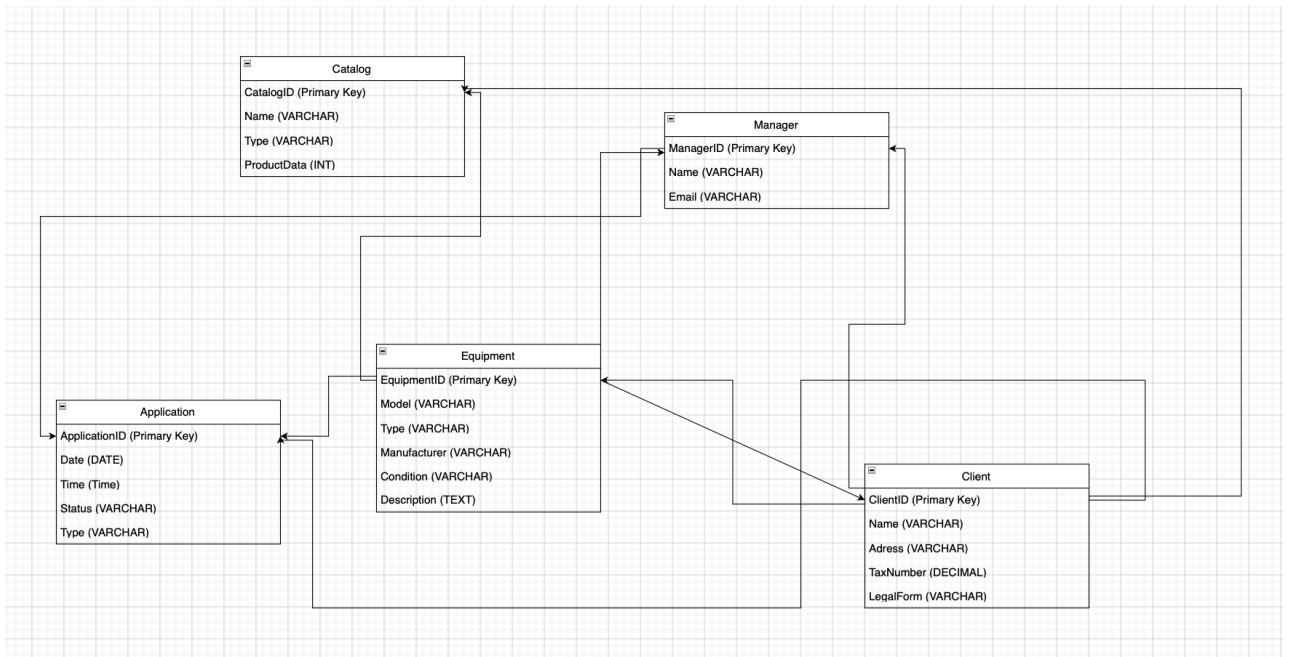 Catalog
CatalogID (Primary Key)
Name (VARCHAR)
Type (VARCHAR)
ProductData (INT)
Manager
ManagerID (Primary Key)
Name (VARCHAR)
Email (VARCHAR)
Equipment
EquipmentID (Primary Key)
Model (VARCHAR)
Type (VARCHAR)
Manufacturer (VARCHAR)
Condition (VARCHAR)
Description (TEXT)
Application
ApplicationID (Primary Key)
Date (DATE)
Time (Time)
Status (VARCHAR)
Type (VARCHAR)
Client
ClientID (Primary Key)
Name (VARCHAR)
Adress (VARCHAR)
TaxNumber (DECIMAL)
LegalForm (VARCHAR)